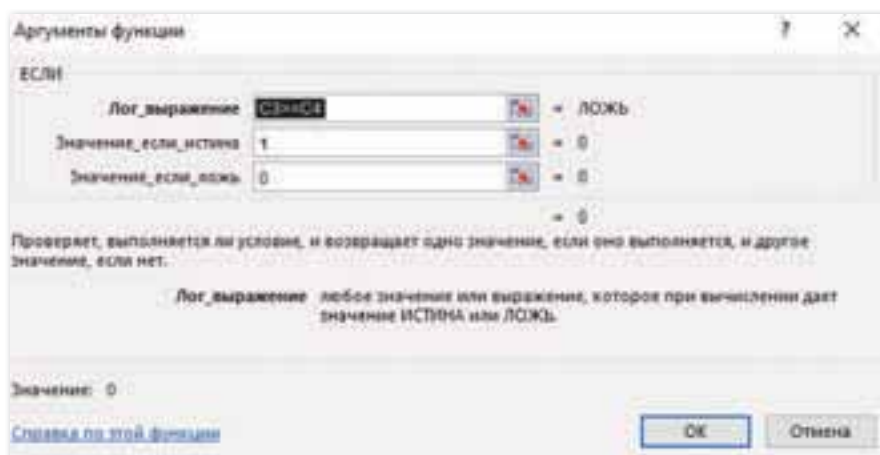 Аргументы функции ? ×
ЕСЛИ
Лог_выражение C3>=C4 = ЛОЖЬ
Значение_если_истина 1 = 0
Значение_если_ложь 0 = 0
= 0
Проверяет, выполняется ли условие, и возвращает одно значение, если оно выполняется, и другое
значение, если нет.
Лог_выражение любое значение или выражение, которое при вычислении дает
значение ИСТИНА или ЛОЖЬ.
Значение: 0
Справка по этой функции ОК Отмена